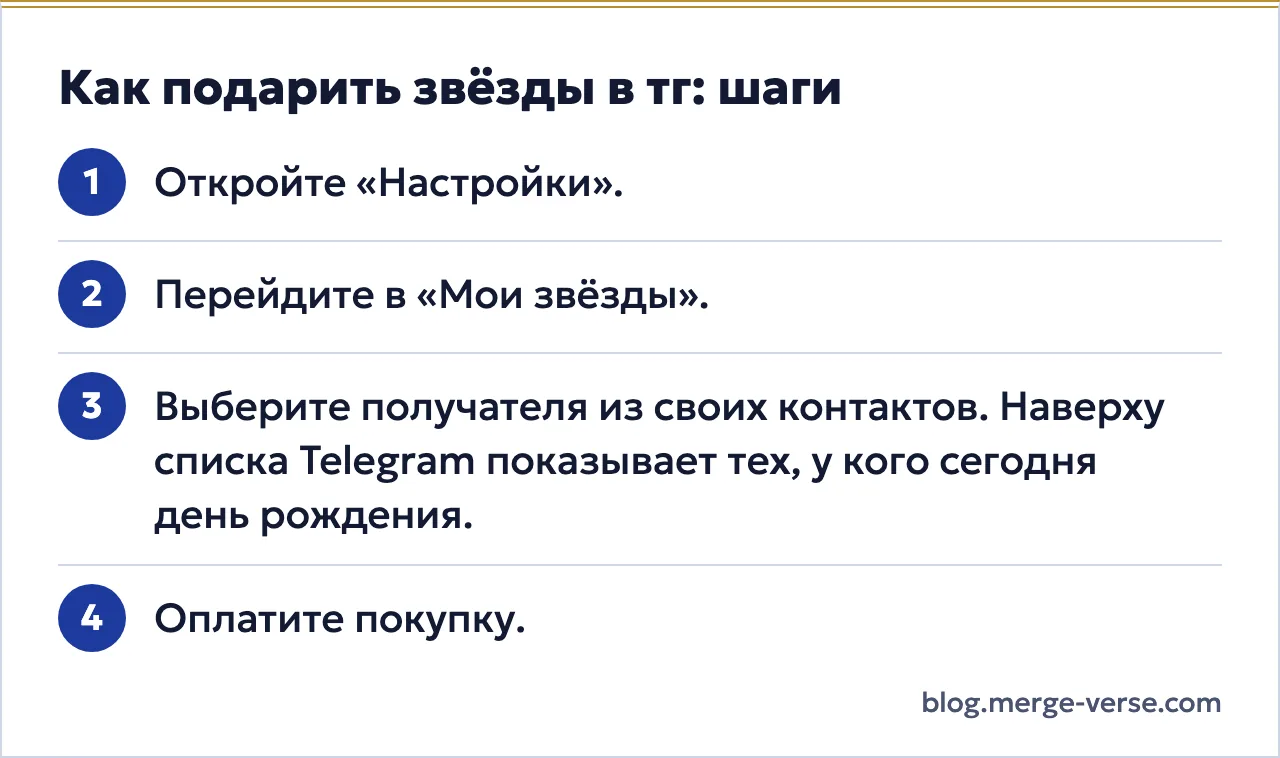 Как подарить звёзды в тг: шаги
1 Откройте «Настройки».
2 Перейдите в «Мои звёзды».
3 Выберите получателя из своих контактов. Наверху
списка Telegram показывает тех, у кого сегодня
день рождения.
4 Оплатите покупку.
blog.merge-verse.com